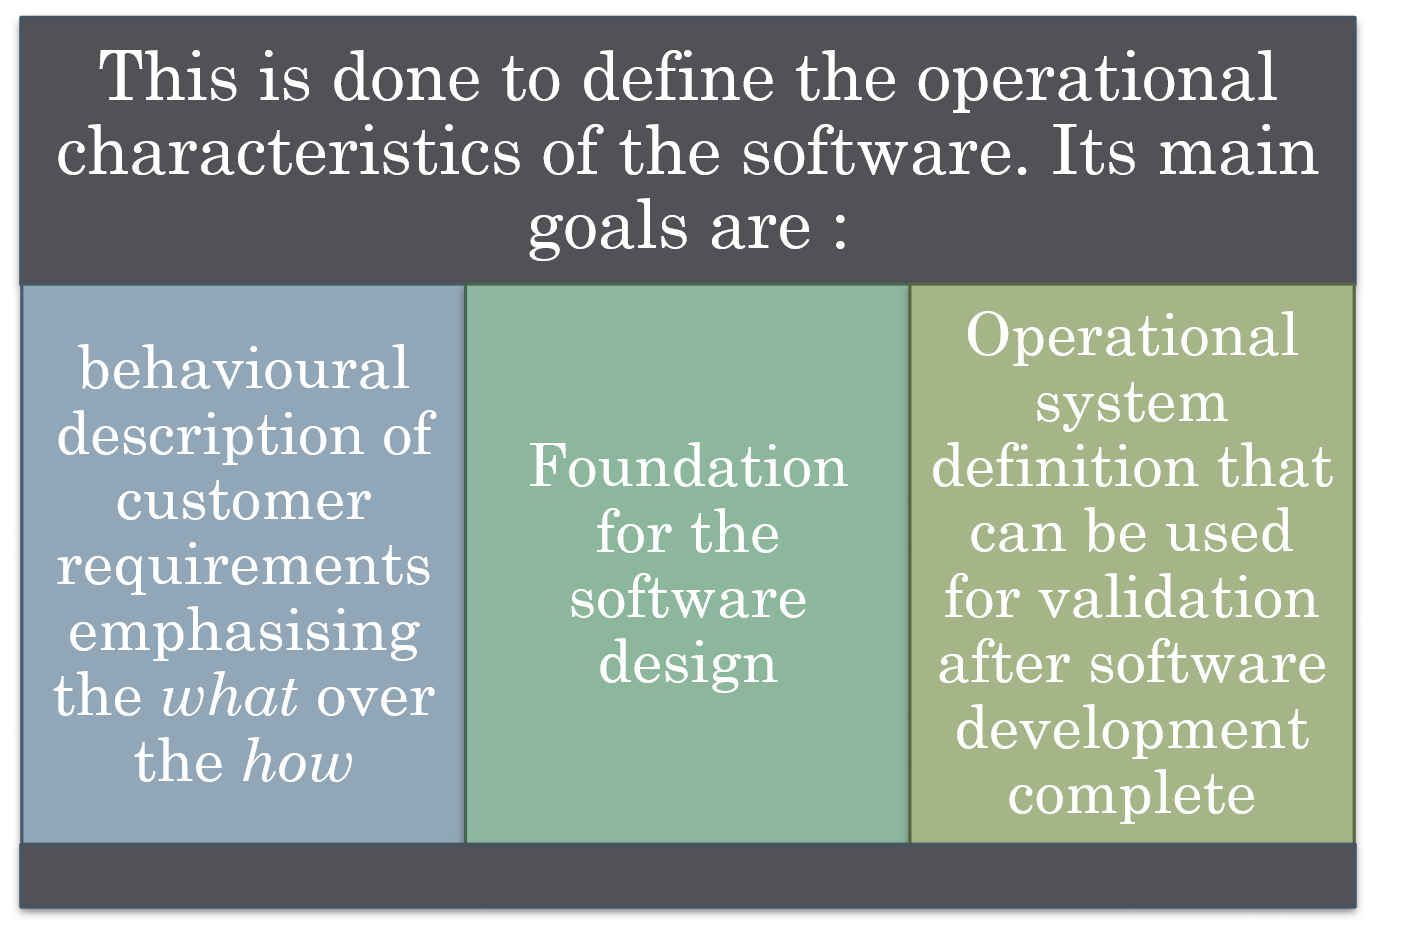 This is done to define the operational
characteristics of the software. Its main
goals are :
behavioural
description of
customer
requirements
emphasising
the what over
the how
Foundation
for the
software
design
Operational
system
definition that
can be used
for validation
after software
development
complete